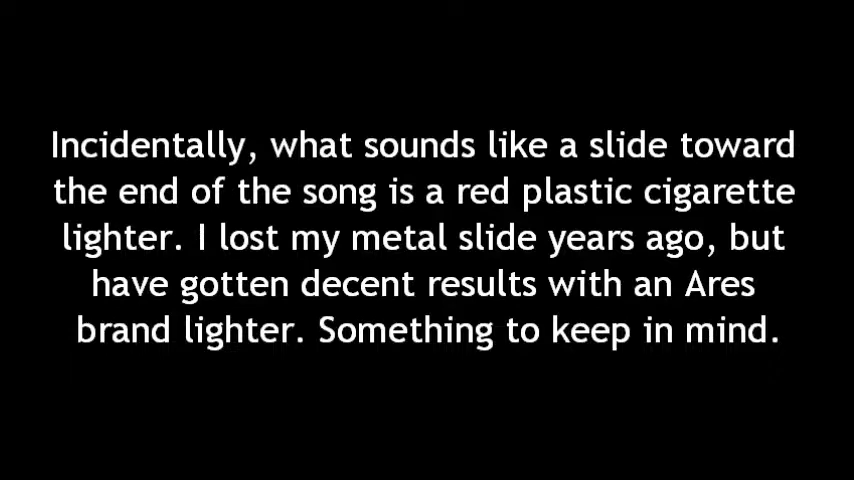 Incidentally, what sounds like a slide toward
the end of the song is a red plastic cigarette
lighter. I lost my metal slide years ago, but
have gotten decent results with an Ares
brand lighter. Something to keep in mind.